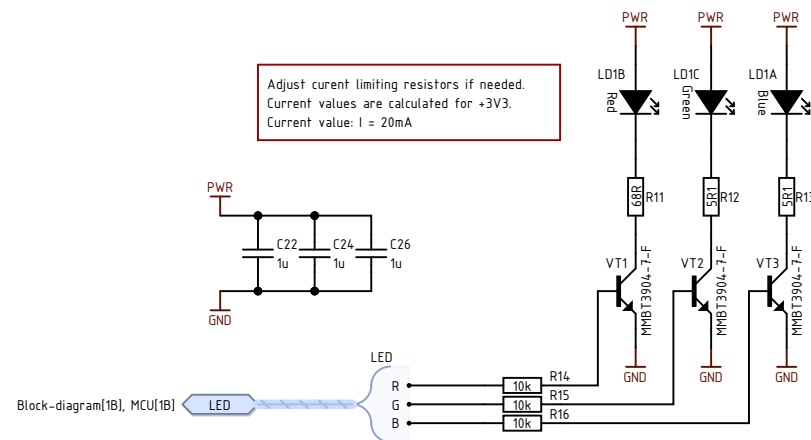 PWR PWR PWR
LD1B LD1C LD1A
Red Green Blue
Adjust curent limiting resistors if needed.
Current values are calculated for +3V3.
Current value: I = 20mA
68R R11 5R1 R12 5R1 R13
PWR
C22 C24 C26
1u 1u 1u
VT1 VT2 VT3
MMBT3904-7-F MMBT3904-7-F MMBT3904-7-F
GND
GND GND GND
LED
R 10k R14
G 10k R15
B 10k R16
Block-diagram[1B], MCU[1B] LED